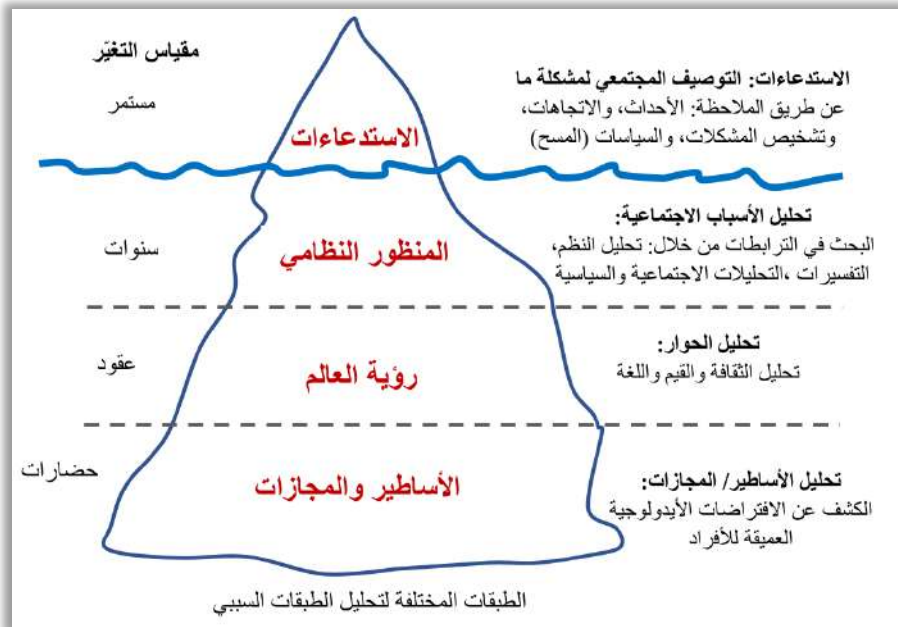 مقياس التغيّر
الاستدعاءات: التوصيف المجتمعي لمشكلة ما
عن طريق الملاحظة: الأحداث، والاتجاهات،
وتشخيص المشكلات، والسياسات (المسح)
مستمر
الاستدعاءات
تحليل الأسباب الاجتماعية:
البحث في الترابطات من خلال: تحليل النظم،
التفسيرات ،التحليلات الاجتماعية والسياسية
المنظور النظامي
سنوات
تحليل الحوار:
تحليل الثقافة والقيم واللغة
رؤية العالم
عقود
تحليل الأساطير/ المجازات:
الكشف عن الافتراضات الأيدولوجية
العميقة للأفراد
الأساطير والمجازات
حضارات
الطبقات المختلفة لتحليل الطبقات السببي